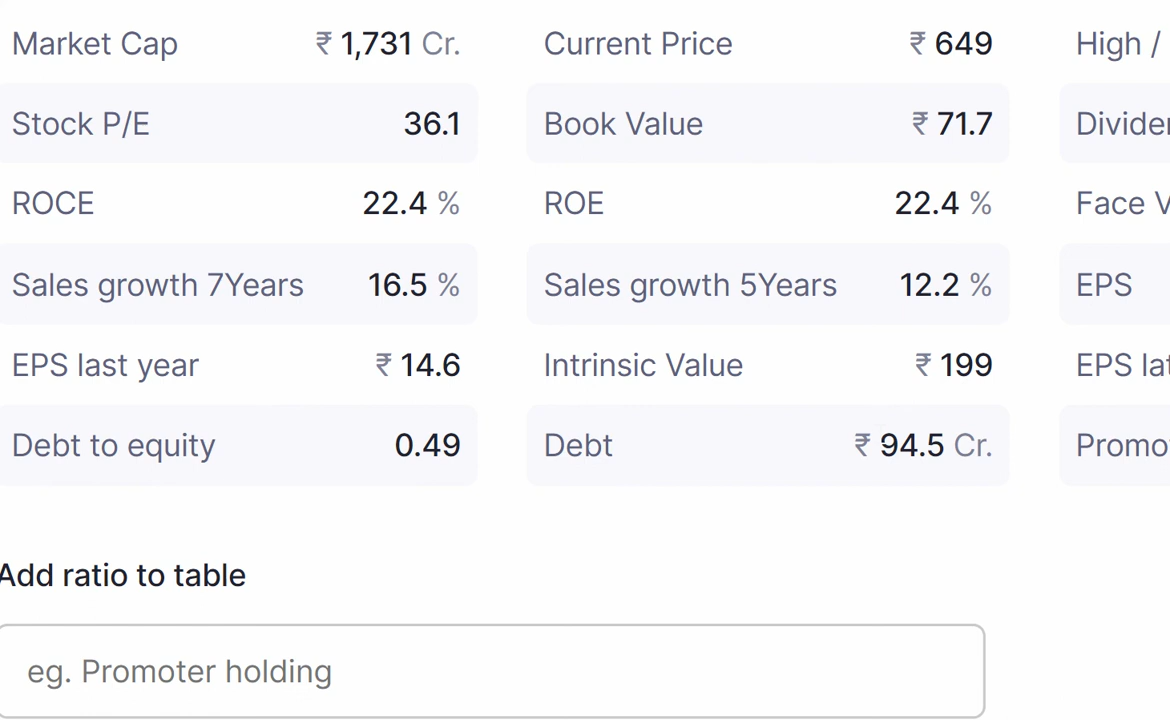 Market Cap ₹ 1,731 Cr. Current Price ₹ 649 High /
Stock P/E 36.1 Book Value ₹ 71.7
ROCE 22.4 % ROE 22.4 % Face
Sales growth 7Years 16.5 % Sales growth 5Years 12.2 % EPS
EPS last year ₹ 14.6 Intrinsic Value ₹ 199 EPS
Debt to equity 0.49 Debt ₹ 94.5 Cr.
Add ratio to table
eg. Promoter holding